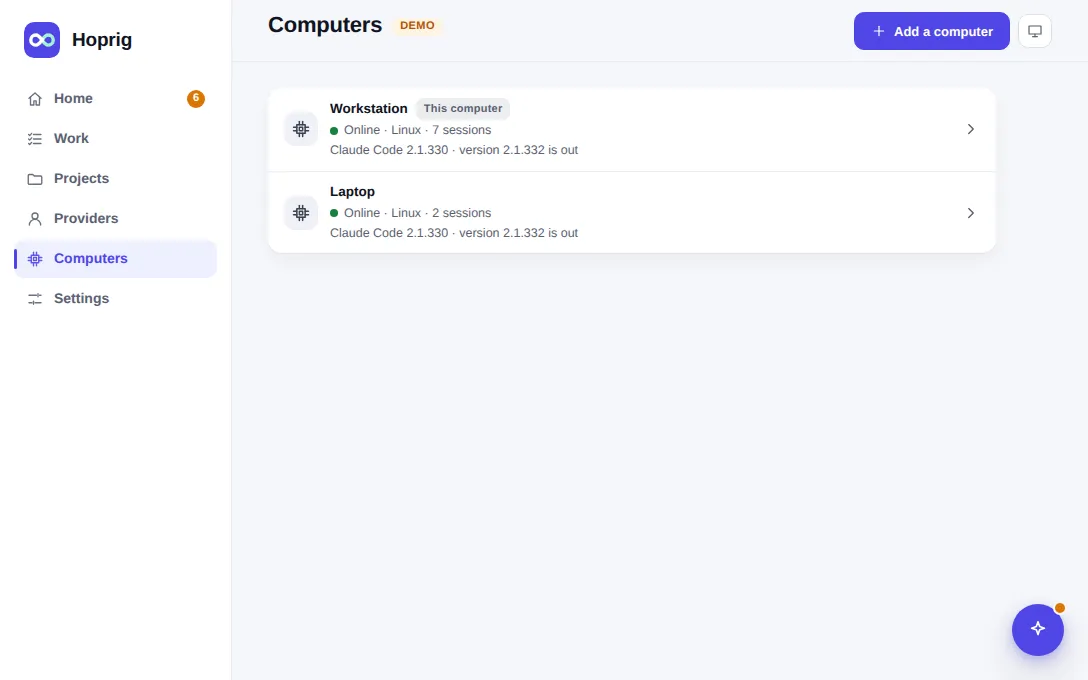 Hoprig
Home
6
Work
Projects
Providers
Computers
Settings
Computers
DEMO
Add a computer
Workstation
This computer
Online · Linux · 7 sessions
Claude Code 2.1.330 · version 2.1.332 is out
Laptop
Online · Linux · 2 sessions
Claude Code 2.1.330 · version 2.1.332 is out